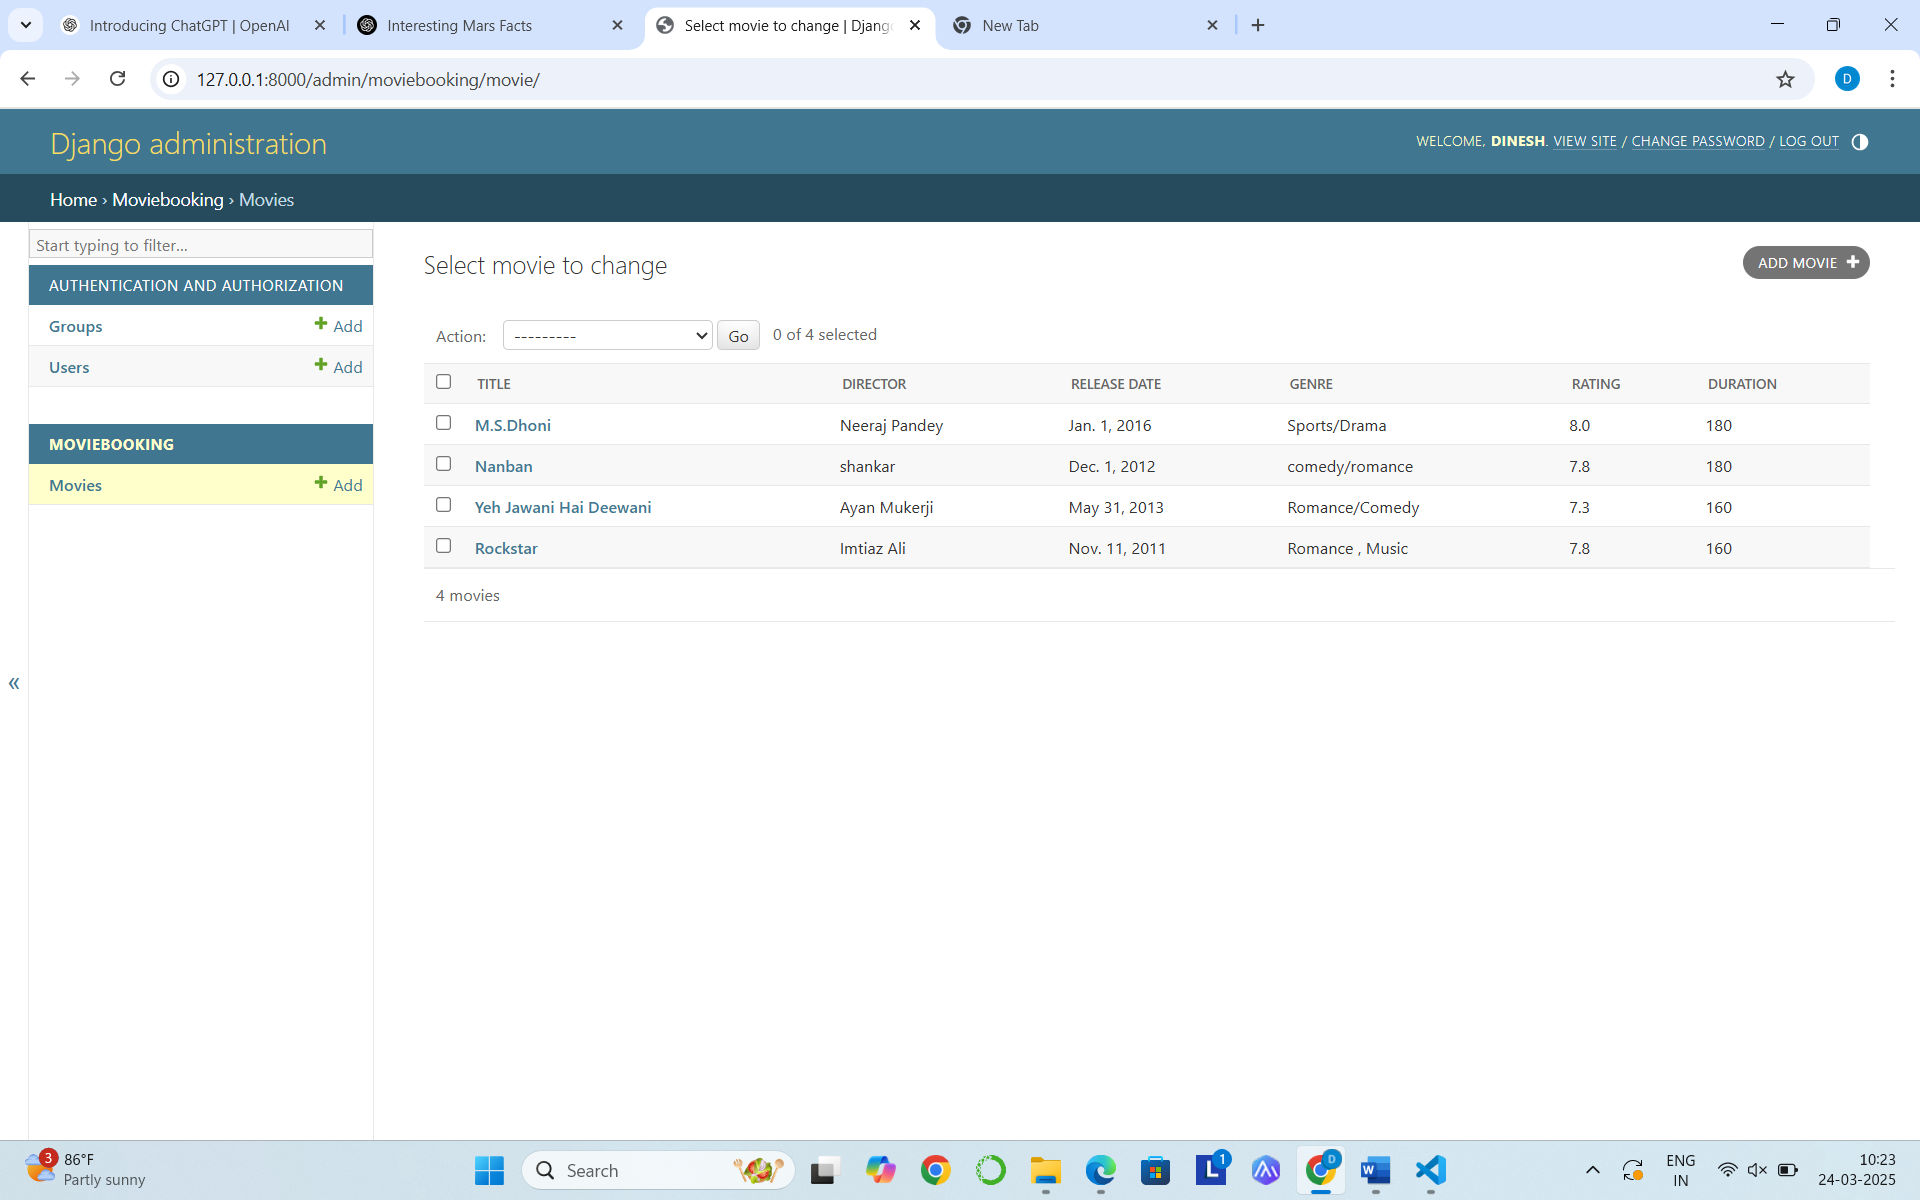 Introducing ChatGPT | OpenAI
Interesting Mars Facts
Select movie to change | Djang
New Tab
127.0.0.1:8000/admin/moviebooking/movie/
D
Django administration
WELCOME, DINESH. VIEW SITE / CHANGE PASSWORD / LOG OUT
Home › Moviebooking › Movies
Start typing to filter...
AUTHENTICATION AND AUTHORIZATION
Groups + Add
Users + Add
MOVIEBOOKING
Movies + Add
«
Select movie to change
ADD MOVIE +
Action: --------- Go 0 of 4 selected
TITLE DIRECTOR RELEASE DATE GENRE RATING DURATION
M.S.Dhoni Neeraj Pandey Jan. 1, 2016 Sports/Drama 8.0 180
Nanban shankar Dec. 1, 2012 comedy/romance 7.8 180
Yeh Jawani Hai Deewani Ayan Mukerji May 31, 2013 Romance/Comedy 7.3 160
Rockstar Imtiaz Ali Nov. 11, 2011 Romance , Music 7.8 160
4 movies
3
86°F
Partly sunny
Search
L 1
D
W
ENG
IN
10:23
24-03-2025